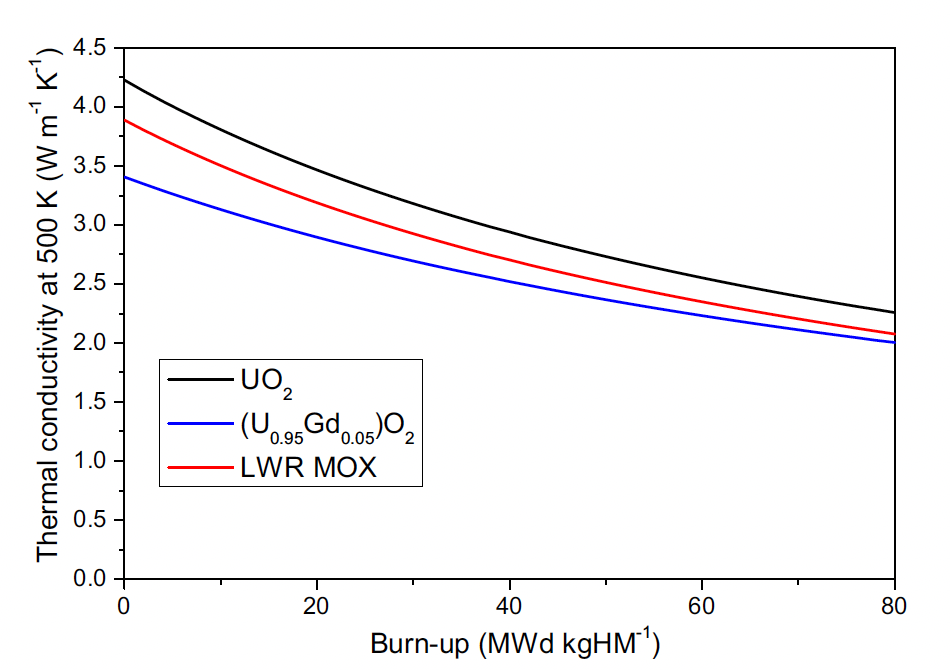 Thermal conductivity at 500 K (W m⁻¹ K⁻¹)
4.5
4.0
3.5
3.0
2.5
2.0
1.5
1.0
0.5
0.0
UO₂
(U₀.₉₅Gd₀.₀₅)O₂
LWR MOX
0 20 40 60 80
Burn-up (MWd kgHM⁻¹)